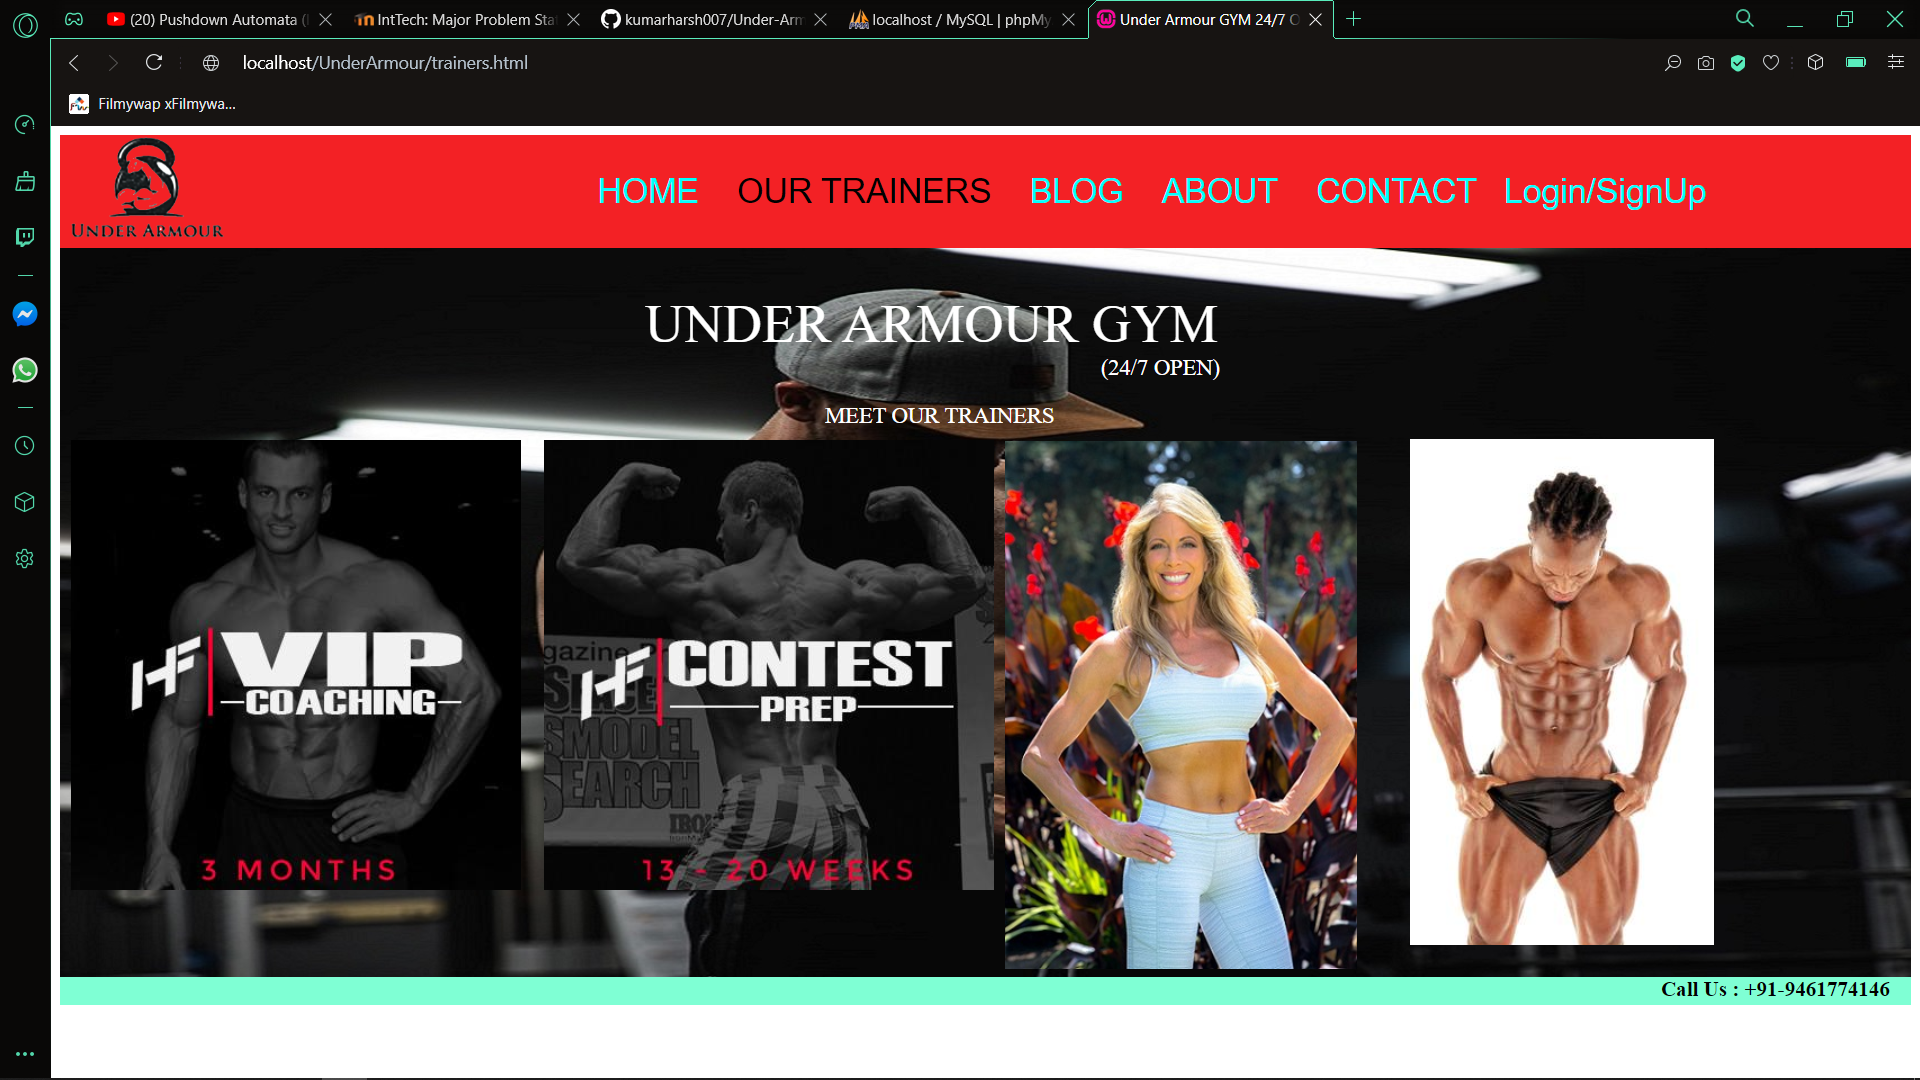 (20) Pushdown Automata (
IntTech: Major Problem Sta
kumarharsh007/Under-Arm
localhost / MySQL | phpMy
Under Armour GYM 24/7 O
localhost/UnderArmour/trainers.html
Filmywap xFilmywa...
UNDER ARMOUR
HOME OUR TRAINERS BLOG ABOUT CONTACT Login/SignUp
UNDER ARMOUR GYM
(24/7 OPEN)
MEET OUR TRAINERS
HF VIP
COACHING
3 MONTHS
gazine
HF CONTEST
PREP
SMODEL
SEARCH
13 - 20 WEEKS
Call Us : +91-9461774146